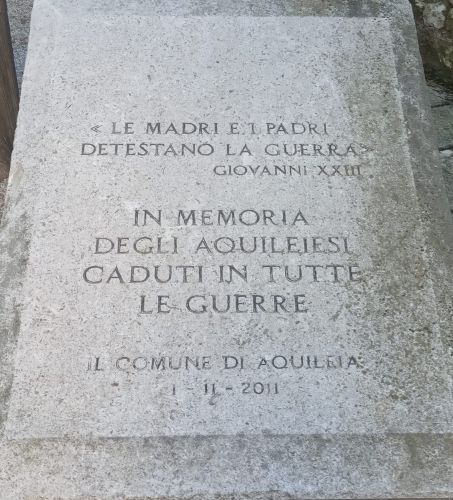 « LE MADRI E I PADRI
DETESTANO LA GUERRA»
GIOVANNI XXIII
IN MEMORIA
DEGLI AQUILEIESI
CADUTI IN TUTTE
LE GUERRE
IL COMUNE DI AQUILEIA
1 - 11 - 2011